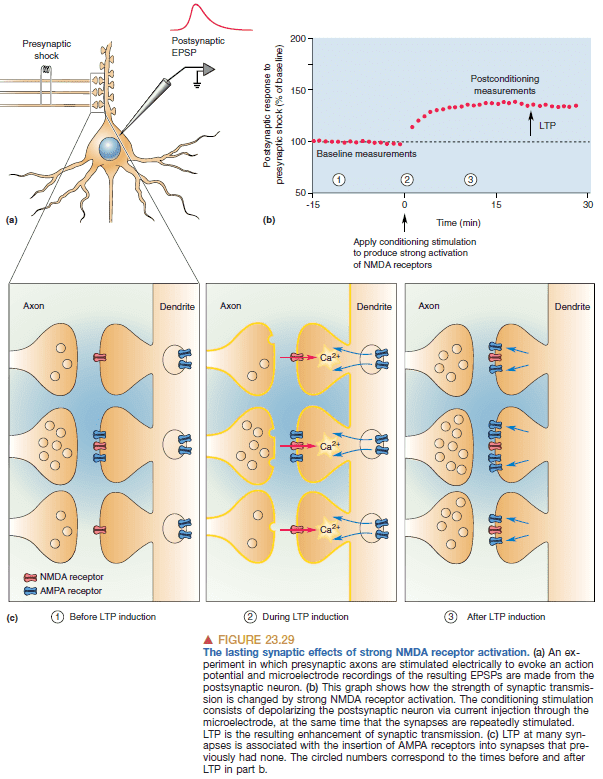 Presynaptic
shock
Postsynaptic
EPSP
(a)
Postsynaptic response to
presynaptic shock (% of baseline)
200
150
100
50
Postconditioning
measurements
LTP
Baseline measurements
1
2
3
-15
0
15
30
(b)
Time (min)
Apply conditioning stimulation
to produce strong activation
of NMDA receptors
Axon
Dendrite
Axon
Dendrite
Axon
Dendrite
Ca2+
Ca2+
Ca2+
NMDA receptor
AMPA receptor
(c)
1 Before LTP induction
2 During LTP induction
3 After LTP induction
▲ FIGURE 23.29
The lasting synaptic effects of strong NMDA receptor activation. (a) An ex-
periment in which presynaptic axons are stimulated electrically to evoke an action
potential and microelectrode recordings of the resulting EPSPs are made from the
postsynaptic neuron. (b) This graph shows how the strength of synaptic transmis-
sion is changed by strong NMDA receptor activation. The conditioning stimulation
consists of depolarizing the postsynaptic neuron via current injection through the
microelectrode, at the same time that the synapses are repeatedly stimulated.
LTP is the resulting enhancement of synaptic transmission. (c) LTP at many syn-
apses is associated with the insertion of AMPA receptors into synapses that pre-
viously had none. The circled numbers correspond to the times before and after
LTP in part b.